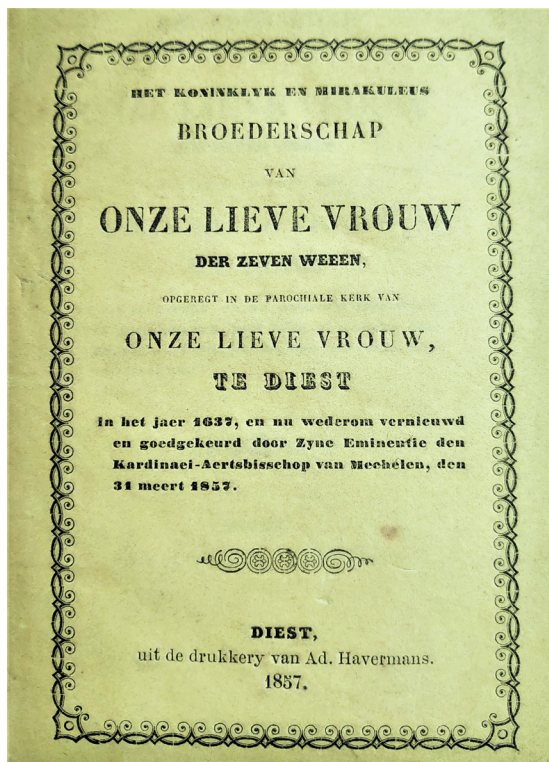 HET KONINKLYK EN MIRAKULEUS
BROEDERSCHAP
VAN
ONZE LIEVE VROUW
DER ZEVEN WEEEN,
OPGEREGT IN DE PAROCHIALE KERK VAN
ONZE LIEVE VROUW,
TE DIEST
in het jaer 1637, en nu wederom vernieuwd
en goedgekeurd door Zyne Eminentie den
Kardinael-Aertsbisschop van Mechelen, den
31 meert 1857.
DIEST,
uit de drukkery van Ad. Havermans.
1857.